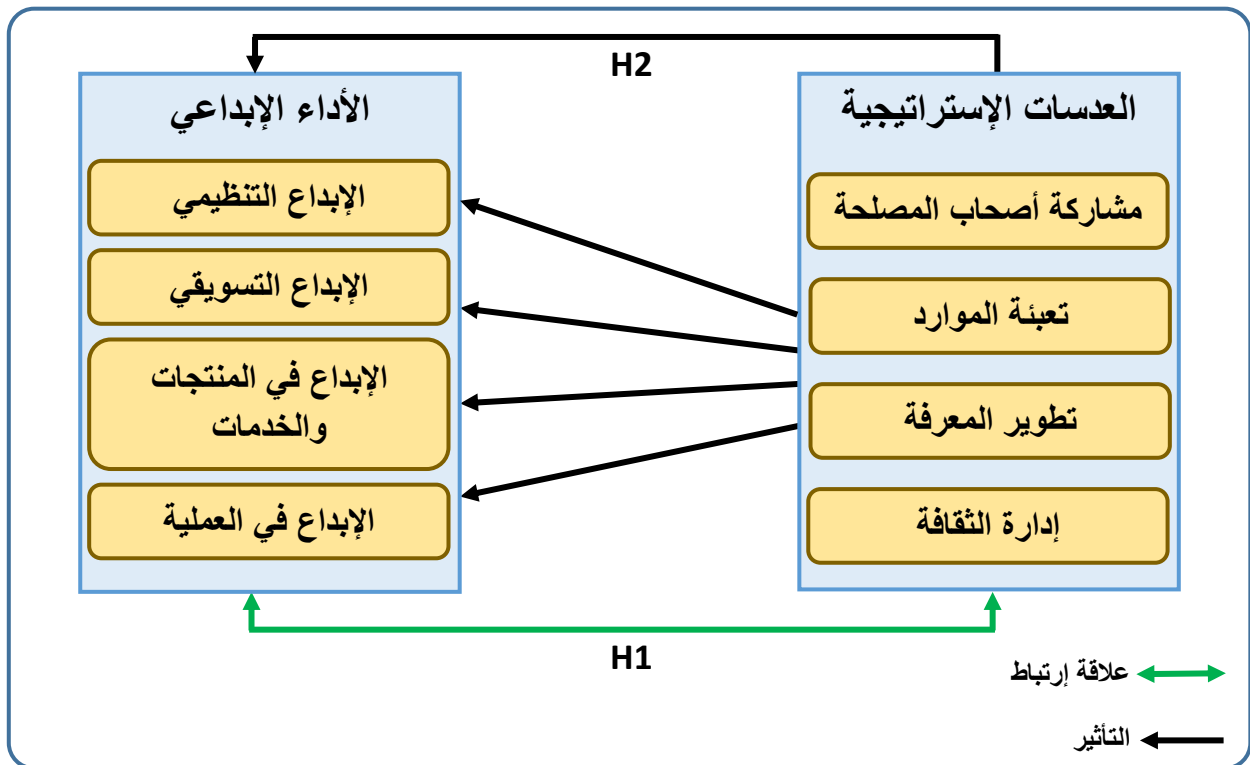 H2
العدسات الإستراتيجية
مشاركة أصحاب المصلحة
تعبئة الموارد
تطوير المعرفة
إدارة الثقافة
الأداء الإبداعي
الإبداع التنظيمي
الإبداع التسويقي
الإبداع في المنتجات
والخدمات
الإبداع في العملية
H1
علاقة إرتباط
التأثير